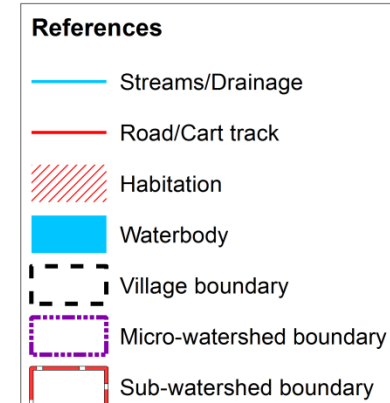 References
Streams/Drainage
Road/Cart track
Habitation
Waterbody
Village boundary
Micro-watershed boundary
Sub-watershed boundary